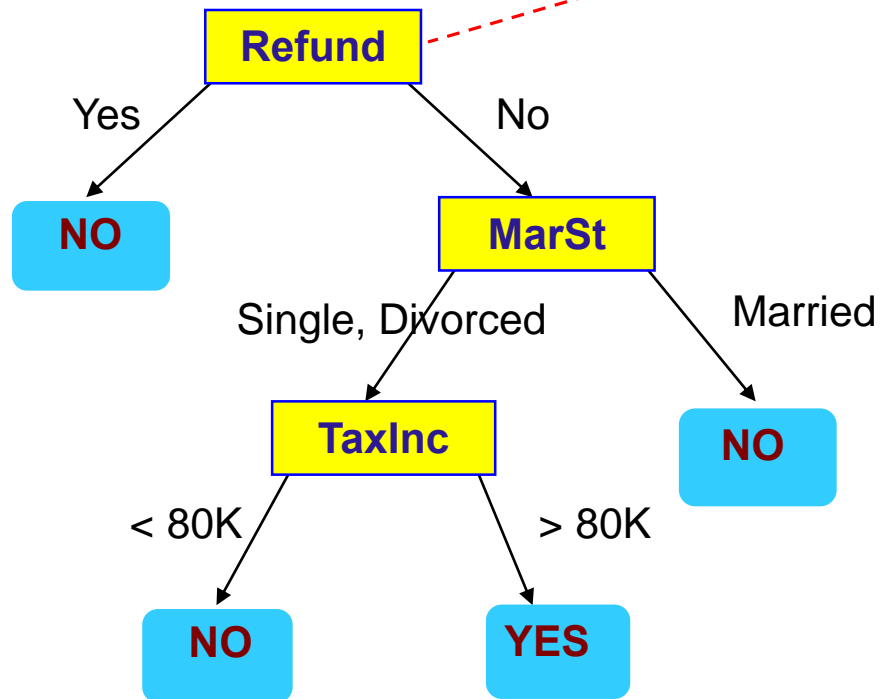 Refund
Yes
No
NO
MarSt
Single, Divorced
Married
TaxInc
NO
< 80K
> 80K
NO
YES